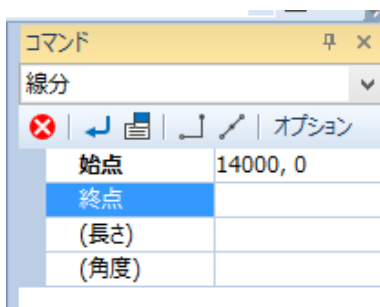 コマンド
線分
オプション
始点 14000, 0
終点
(長さ)
(角度)